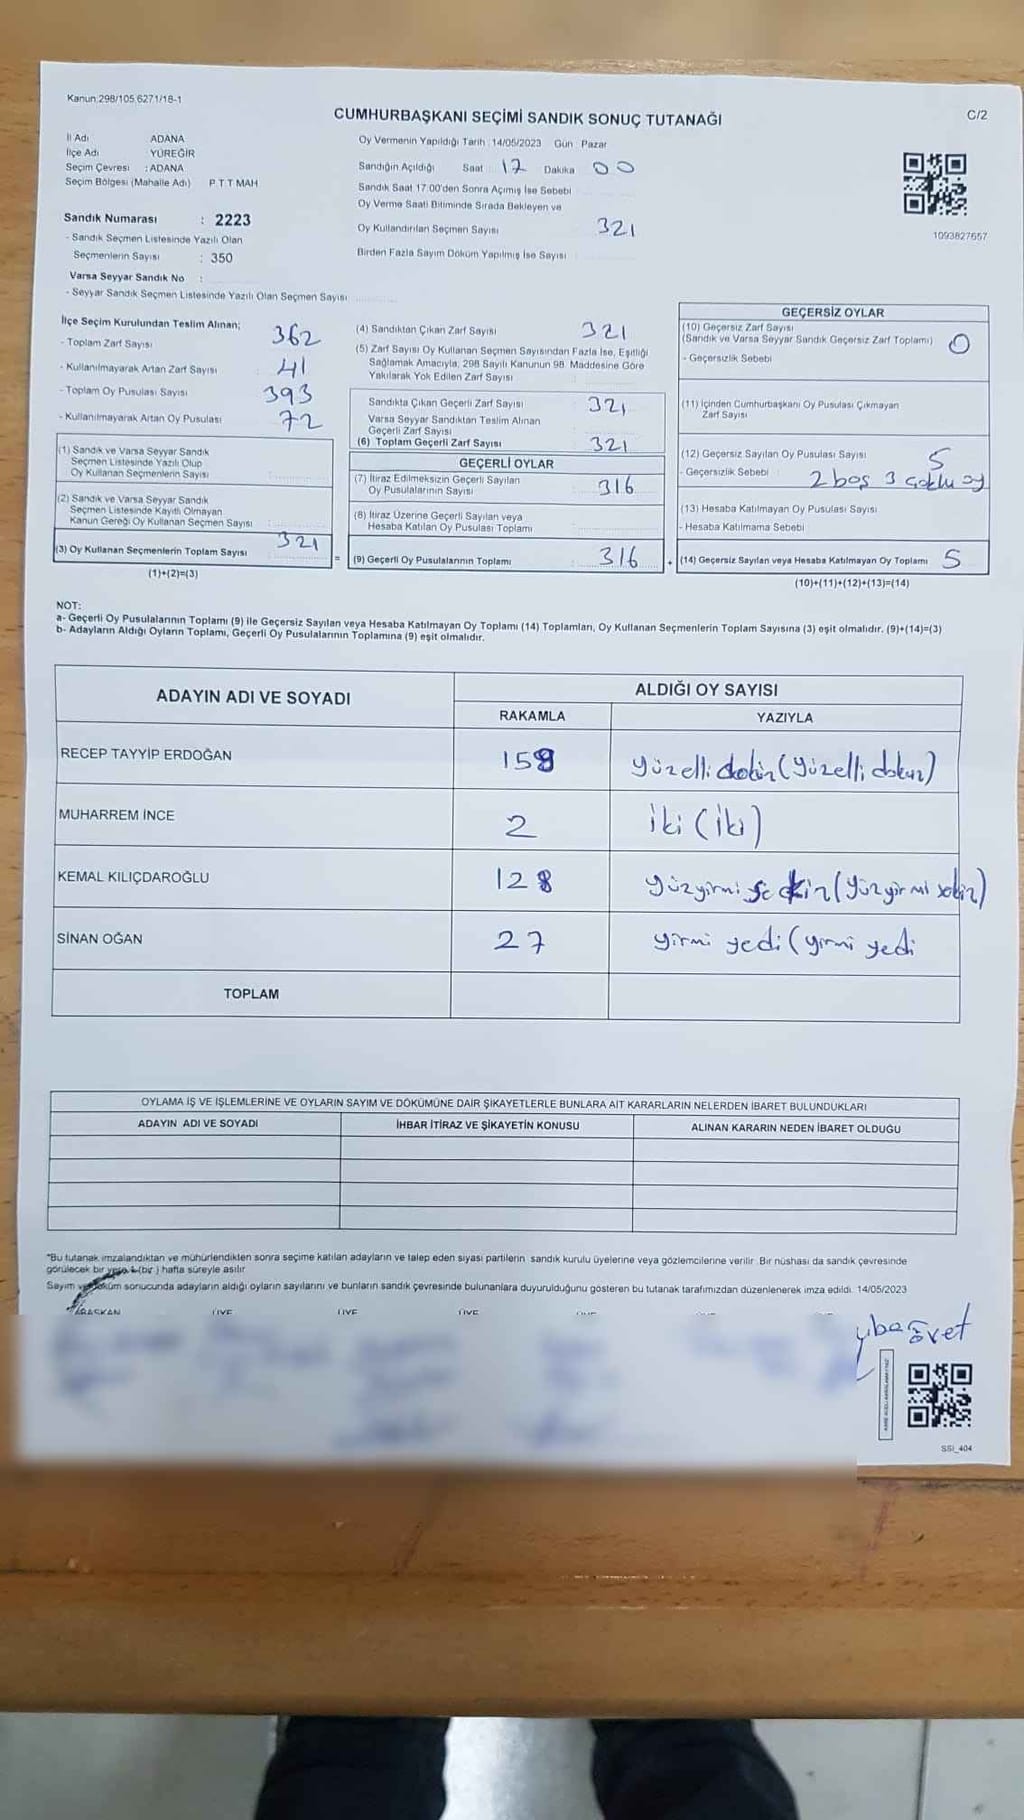 Kanun:298/105,6271/18-1
C/2
CUMHURBAŞKANI SEÇİMİ SANDIK SONUÇ TUTANAĞI
İl Adı ADANA
İlçe Adı YÜREĞİR
Seçim Çevresi : ADANA
Seçim Bölgesi (Mahalle Adı) P T T MAH
Oy Vermenin Yapıldığı Tarih : 14/05/2023 Gün : Pazar
Sandığın Açıldığı Saat 17 Dakika 00
Sandık Saat 17:00'den Sonra Açımış İse Sebebi
Oy Verme Saati Bitiminde Sırada Bekleyen ve
Oy Kullandırılan Seçmen Sayısı 321
Birden Fazla Sayım Döküm Yapılmış İse Sayısı
1093827657
Sandık Numarası : 2223
- Sandık Seçmen Listesinde Yazılı Olan
Seçmenlerin Sayısı : 350
Varsa Seyyar Sandık No :
- Seyyar Sandık Seçmen Listesinde Yazılı Olan Seçmen Sayısı
İlçe Seçim Kurulundan Teslim Alınan;
- Toplam Zarf Sayısı 362
- Kullanılmayarak Artan Zarf Sayısı 41
- Toplam Oy Pusulası Sayısı 393
- Kullanılmayarak Artan Oy Pusulası 72
(1) Sandık ve Varsa Seyyar Sandık
Seçmen Listesinde Yazılı Olup
Oy Kullanan Seçmenlerin Sayısı
(2) Sandık ve Varsa Seyyar Sandık
Seçmen Listesinde Kayıtlı Olmayan
Kanun Gereği Oy Kullanan Seçmen Sayısı
(3) Oy Kullanan Seçmenlerin Toplam Sayısı 321
(1)+(2)=(3)
(4) Sandıktan Çıkan Zarf Sayısı 321
(5) Zarf Sayısı Oy Kullanan Seçmen Sayısından Fazla İse, Eşitliği
Sağlamak Amacıyla; 298 Sayılı Kanunun 98. Maddesine Göre
Yakılarak Yok Edilen Zarf Sayısı
Sandıkta Çıkan Geçerli Zarf Sayısı 321
Varsa Seyyar Sandıktan Teslim Alınan
Geçerli Zarf Sayısı
(6) Toplam Geçerli Zarf Sayısı 321
GEÇERLİ OYLAR
(7) İtiraz Edilmeksizin Geçerli Sayılan
Oy Pusulalarının Sayısı 316
(8) İtiraz Üzerine Geçerli Sayılan veya
Hesaba Katılan Oy Pusulası Toplamı
= (9) Geçerli Oy Pusulalarının Toplamı 316
GEÇERSİZ OYLAR
(10) Geçersiz Zarf Sayısı
(Sandık ve Varsa Seyyar Sandık Geçersiz Zarf Toplamı) 0
- Geçersizlik Sebebi
(11) İçinden Cumhurbaşkanı Oy Pusulası Çıkmayan
Zarf Sayısı
(12) Geçersiz Sayılan Oy Pusulası Sayısı 5
- Geçersizlik Sebebi : 2 boş 3 çoklu oy
(13) Hesaba Katılmayan Oy Pusulası Sayısı
- Hesaba Katılmama Sebebi
+ (14) Geçersiz Sayılan veya Hesaba Katılmayan Oy Toplamı 5
(10)+(11)+(12)+(13)=(14)
NOT:
a- Geçerli Oy Pusulalarının Toplamı (9) ile Geçersiz Sayılan veya Hesaba Katılmayan Oy Toplamı (14) Toplamları, Oy Kullanan Seçmenlerin Toplam Sayısına (3) eşit olmalıdır. (9)+(14)=(3)
b- Adayların Aldığı Oyların Toplamı, Geçerli Oy Pusulalarının Toplamına (9) eşit olmalıdır.
ADAYIN ADI VE SOYADI ALDIĞI OY SAYISI
RAKAMLA YAZIYLA
RECEP TAYYİP ERDOĞAN 159 yüzelli dokuz (yüzelli dokuz)
MUHARREM İNCE 2 iki (iki)
KEMAL KILIÇDAROĞLU 128 yüzyirmi sekiz (yüzyirmi sekiz)
SİNAN OĞAN 27 yirmi yedi (yirmi yedi
TOPLAM
OYLAMA İŞ VE İŞLEMLERİNE VE OYLARIN SAYIM VE DÖKÜMÜNE DAİR ŞİKAYETLERLE BUNLARA AİT KARARLARIN NELERDEN İBARET BULUNDUKLARI
ADAYIN ADI VE SOYADI İHBAR İTİRAZ VE ŞİKAYETİN KONUSU ALINAN KARARIN NEDEN İBARET OLDUĞU
*Bu tutanak imzalandıktan ve mühürlendikten sonra seçime katılan adayların ve talep eden siyasi partilerin sandık kurulu üyelerine veya gözlemcilerine verilir. Bir nüshası da sandık çevresinde
görülecek bir yere 1 (bir) hafta süreyle asılır.
Sayım ve döküm sonucunda adayların aldığı oyların sayılarını ve bunların sandık çevresinde bulunanlara duyurulduğunu gösteren bu tutanak tarafımızdan düzenlenerek imza edildi. 14/05/2023
BAŞKAN ÜYE ÜYE ÜYE
SSI_404